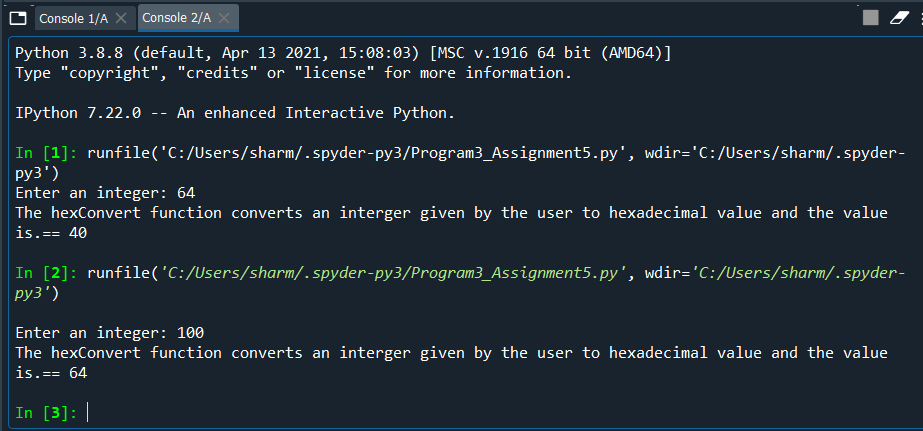 Console 1/A Console 2/A
Python 3.8.8 (default, Apr 13 2021, 15:08:03) [MSC v.1916 64 bit (AMD64)]
Type "copyright", "credits" or "license" for more information.
IPython 7.22.0 -- An enhanced Interactive Python.
In [1]: runfile('C:/Users/sharm/.spyder-py3/Program3_Assignment5.py', wdir='C:/Users/sharm/.spyder-
py3')
Enter an integer: 64
The hexConvert function converts an interger given by the user to hexadecimal value and the value
is.== 40
In [2]: runfile('C:/Users/sharm/.spyder-py3/Program3_Assignment5.py', wdir='C:/Users/sharm/.spyder-
py3')
Enter an integer: 100
The hexConvert function converts an interger given by the user to hexadecimal value and the value
is.== 64
In [3]: